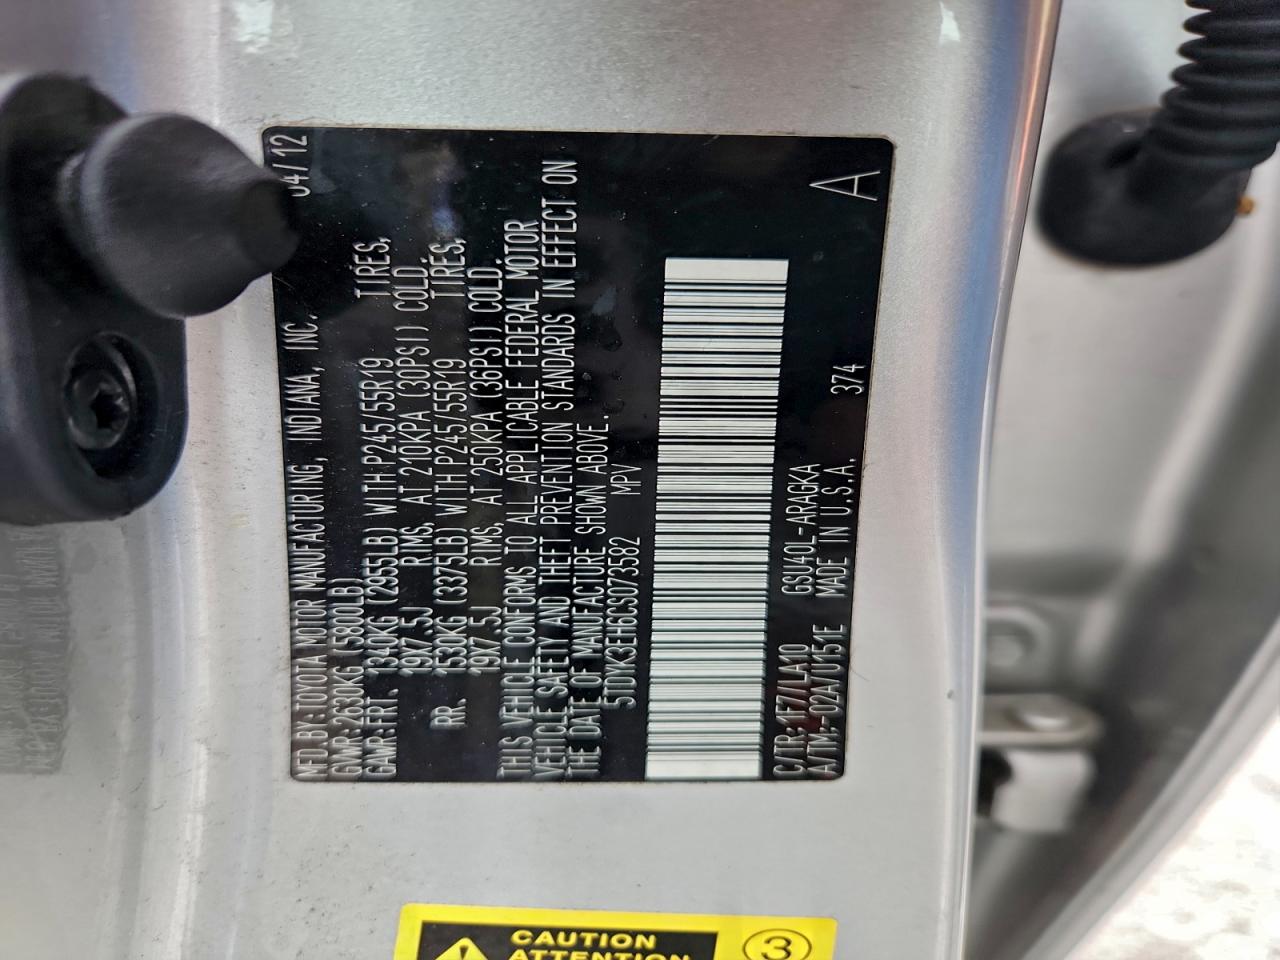 MFD.BY:TOYOTA MOTOR MANUFACTURING, INDIANA, INC. 04/12
GVWR:2630KG (5800LB)
GAWR:FRT. 1340KG (2955LB) WITH P245/55R19 TIRES,
19X7.5J RIMS, AT 210KPA (30PSI) COLD.
RR. 1530KG (3375LB) WITH P245/55R19 TIRES,
19X7.5J RIMS, AT 250KPA (36PSI) COLD.
THIS VEHICLE CONFORMS TO ALL APPLICABLE FEDERAL MOTOR
VEHICLE SAFETY AND THEFT PREVENTION STANDARDS IN EFFECT ON
THE DATE OF MANUFACTURE SHOWN ABOVE.
5TDYK3EH6CS073582 MPV
C/TR:1F7/LA10 GSU40L-ARAGKA
A/TM:-02A/U151E MADE IN U.S.A. 374 A
CAUTION
ATTENTION
3